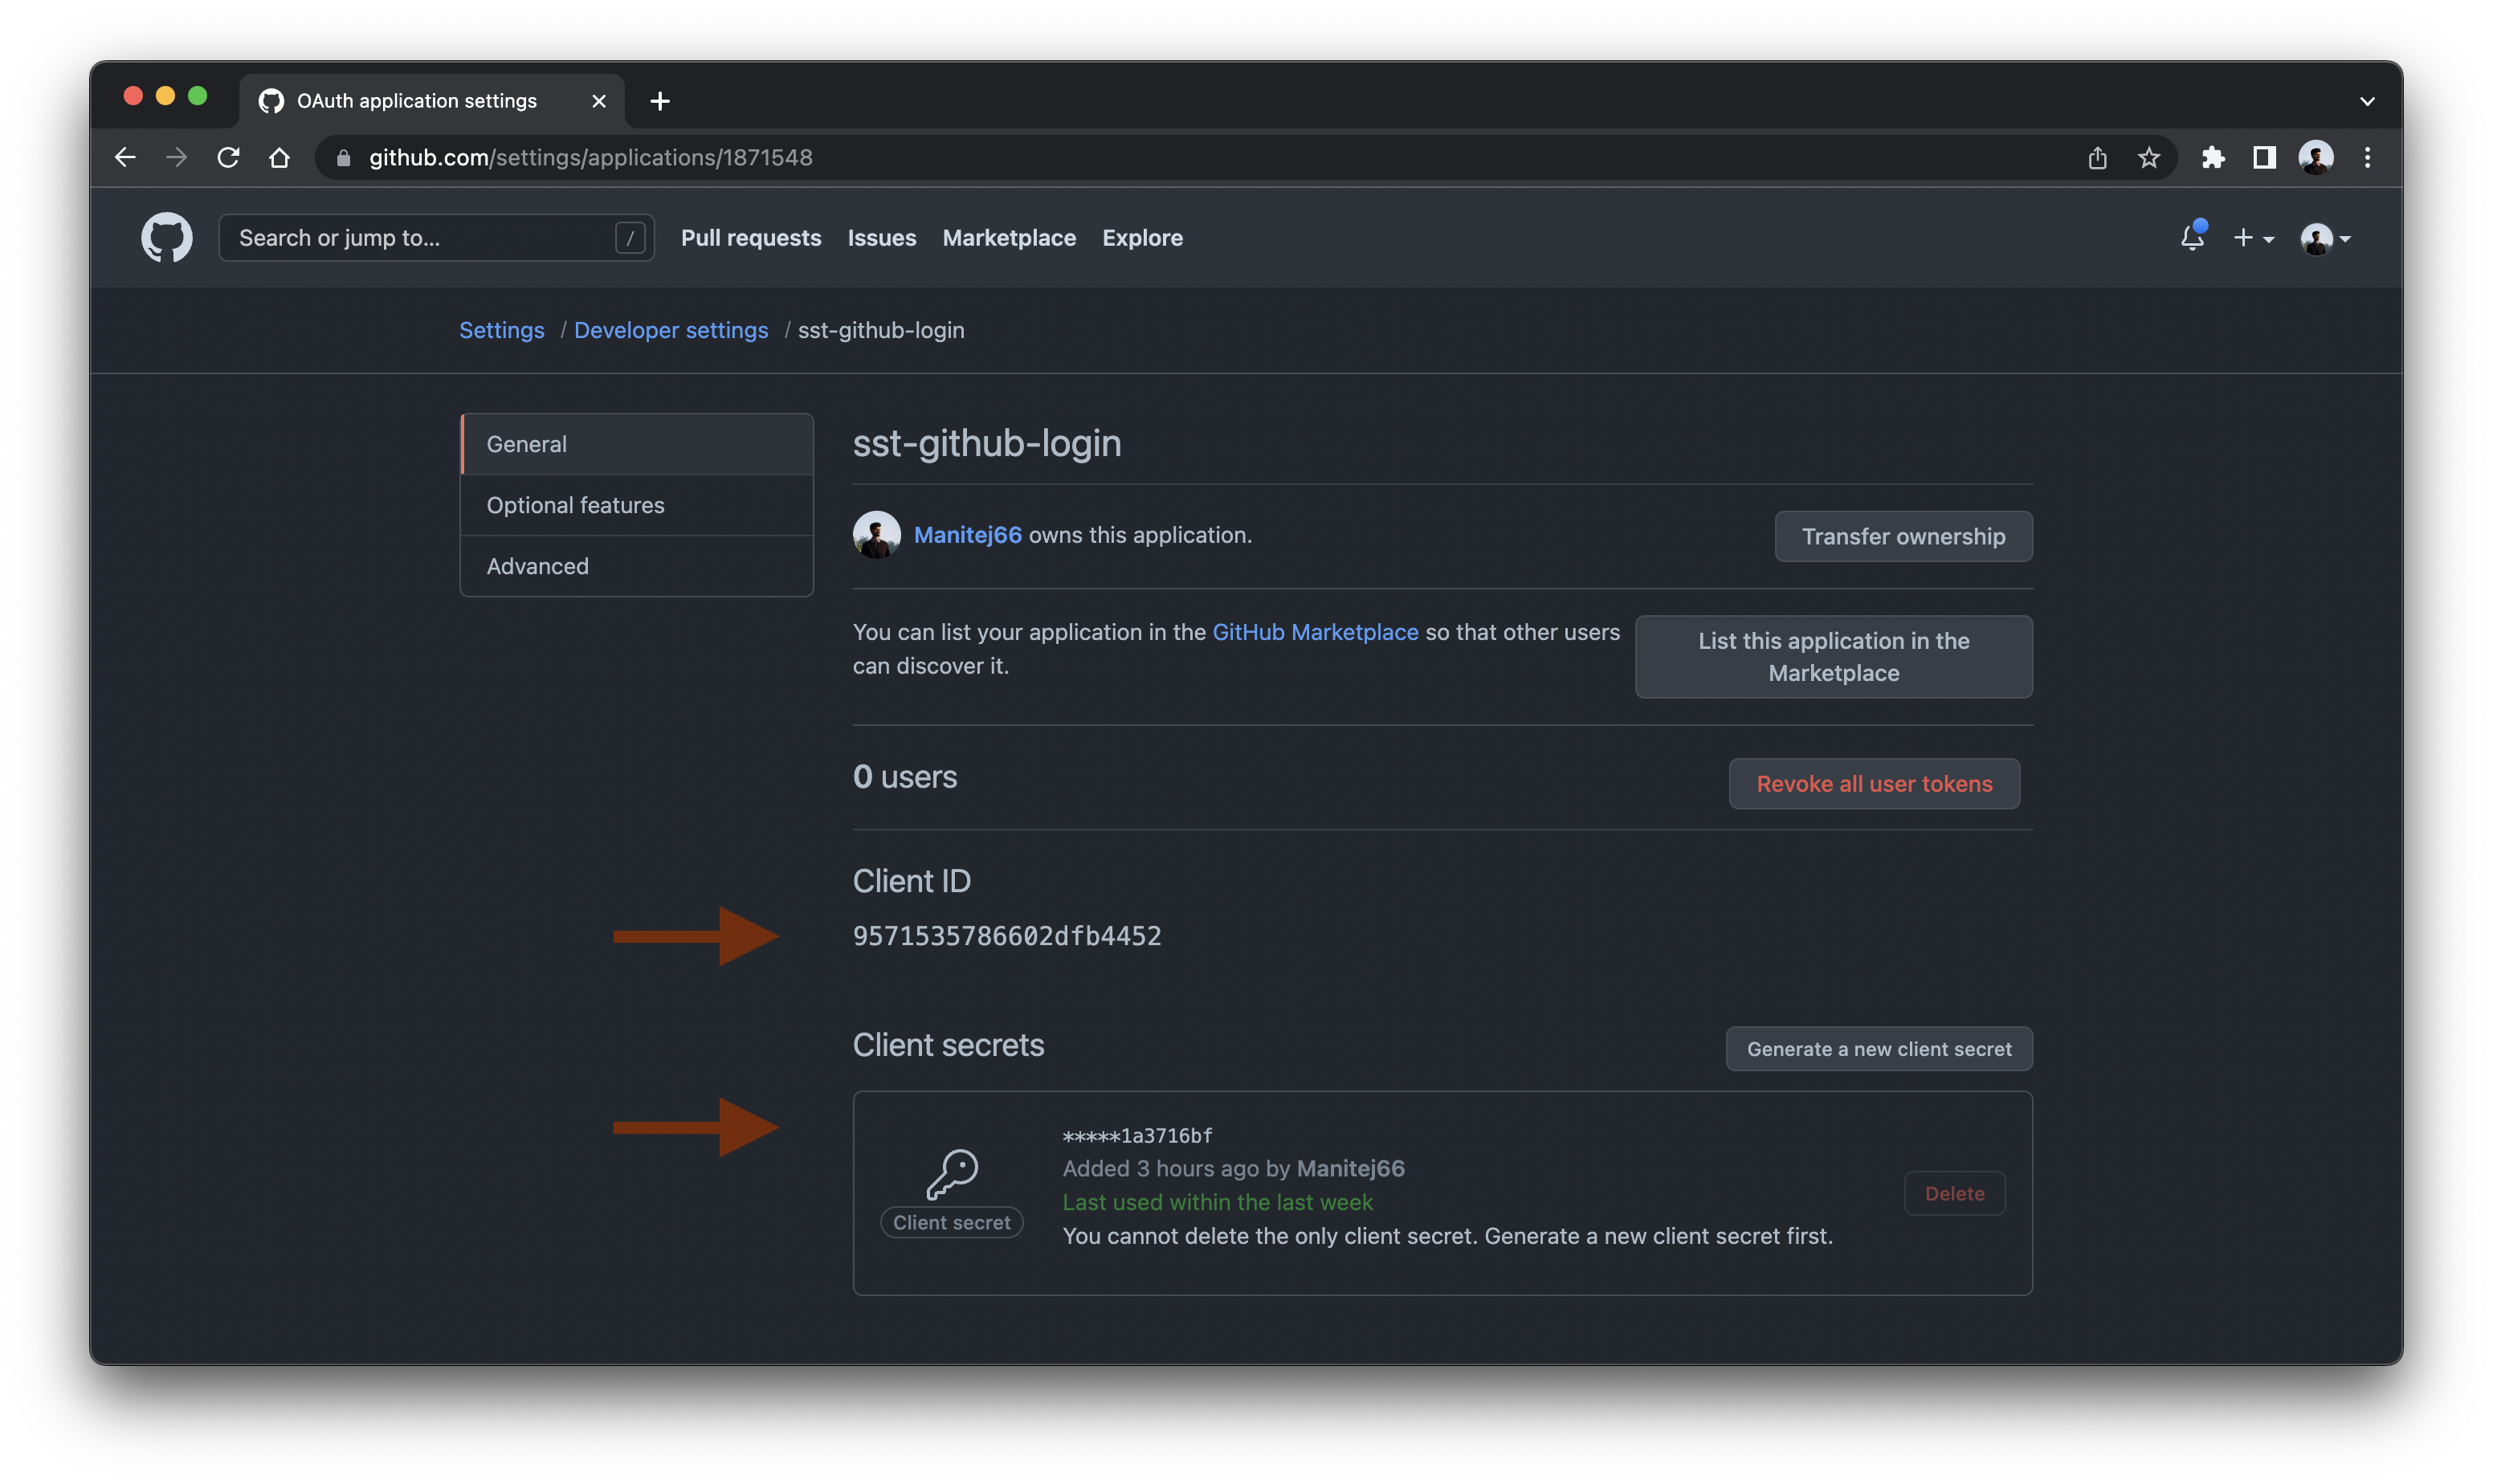 OAuth application settings
github.com/settings/applications/1871548
Search or jump to... /
Pull requests Issues Marketplace Explore
Settings / Developer settings / sst-github-login
General
Optional features
Advanced
sst-github-login
Manitej66 owns this application.
Transfer ownership
You can list your application in the GitHub Marketplace so that other users
can discover it.
List this application in the
Marketplace
0 users
Revoke all user tokens
Client ID
9571535786602dfb4452
Client secrets
Generate a new client secret
Client secret
*****1a3716bf
Added 3 hours ago by Manitej66
Last used within the last week
You cannot delete the only client secret. Generate a new client secret first.
Delete